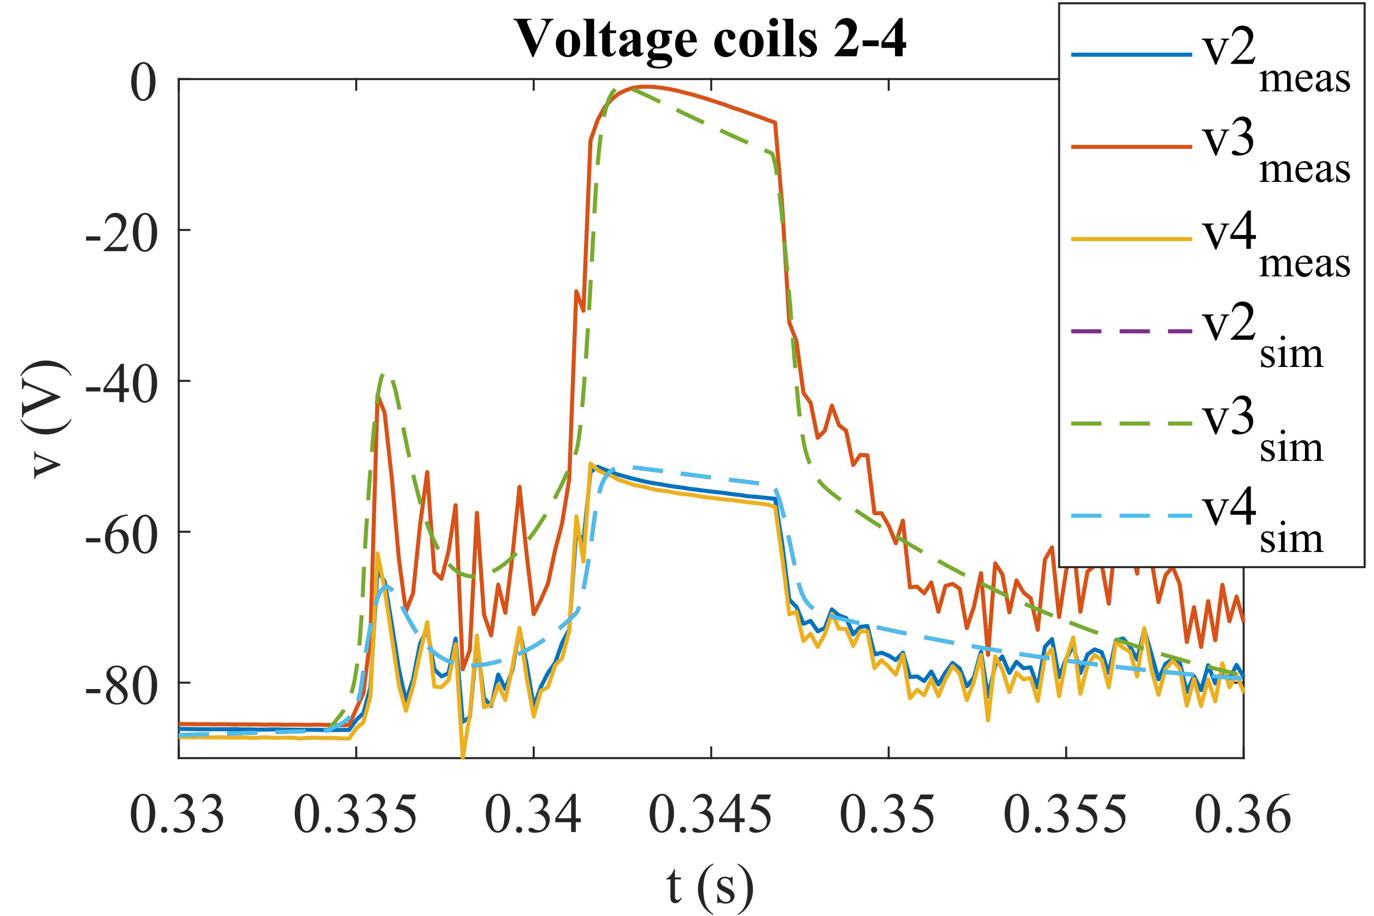 Voltage coils 2-4
v2meas
v3meas
v4meas
v2sim
v3sim
v4sim
0
-20
-40
-60
-80
v (V)
0.33 0.335 0.34 0.345 0.35 0.355 0.36
t (s)